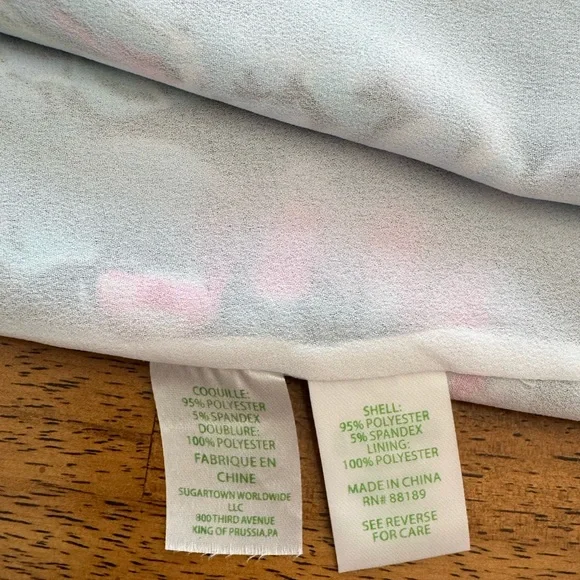 COQUILLE:
95% POLYESTER
5% SPANDEX
DOUBLURE:
100% POLYESTER
FABRIQUE EN
CHINE
SUGARTOWN WORLDWIDE
LLC
800 THIRD AVENUE
KING OF PRUSSIA,PA
SHELL:
95% POLYESTER
5% SPANDEX
LINING:
100% POLYESTER
MADE IN CHINA
RN# 88189
SEE REVERSE
FOR CARE